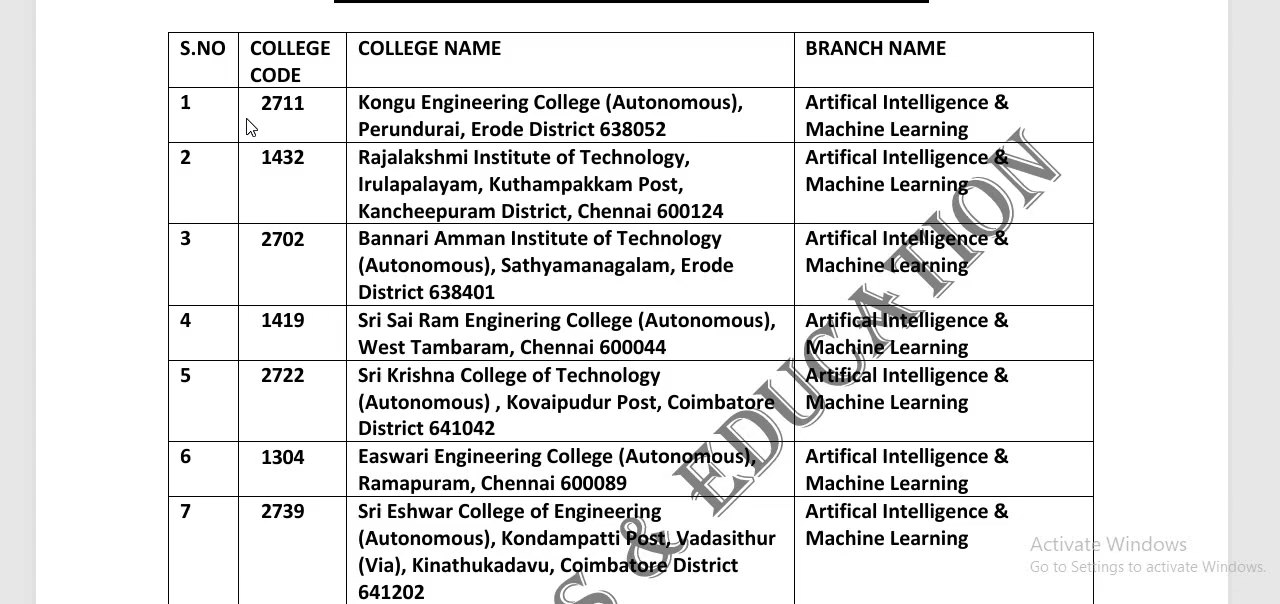 S.NO COLLEGE CODE COLLEGE NAME BRANCH NAME
1 2711 Kongu Engineering College (Autonomous), Artifical Intelligence &
Perundurai, Erode District 638052 Machine Learning
2 1432 Rajalakshmi Institute of Technology, Artifical Intelligence &
Irulapalayam, Kuthampakkam Post, Machine Learning
Kancheepuram District, Chennai 600124
3 2702 Bannari Amman Institute of Technology Artifical Intelligence &
(Autonomous), Sathyamanagalam, Erode Machine Learning
District 638401
4 1419 Sri Sai Ram Enginering College (Autonomous), Artifical Intelligence &
West Tambaram, Chennai 600044 Machine Learning
5 2722 Sri Krishna College of Technology Artifical Intelligence &
(Autonomous) , Kovaipudur Post, Coimbatore Machine Learning
District 641042
6 1304 Easwari Engineering College (Autonomous), Artifical Intelligence &
Ramapuram, Chennai 600089 Machine Learning
7 2739 Sri Eshwar College of Engineering Artifical Intelligence &
(Autonomous), Kondampatti Post, Vadasithur Machine Learning
(Via), Kinathukadavu, Coimbatore District
641202
S & EDUCATION
Activate Windows
Go to Settings to activate Windows.